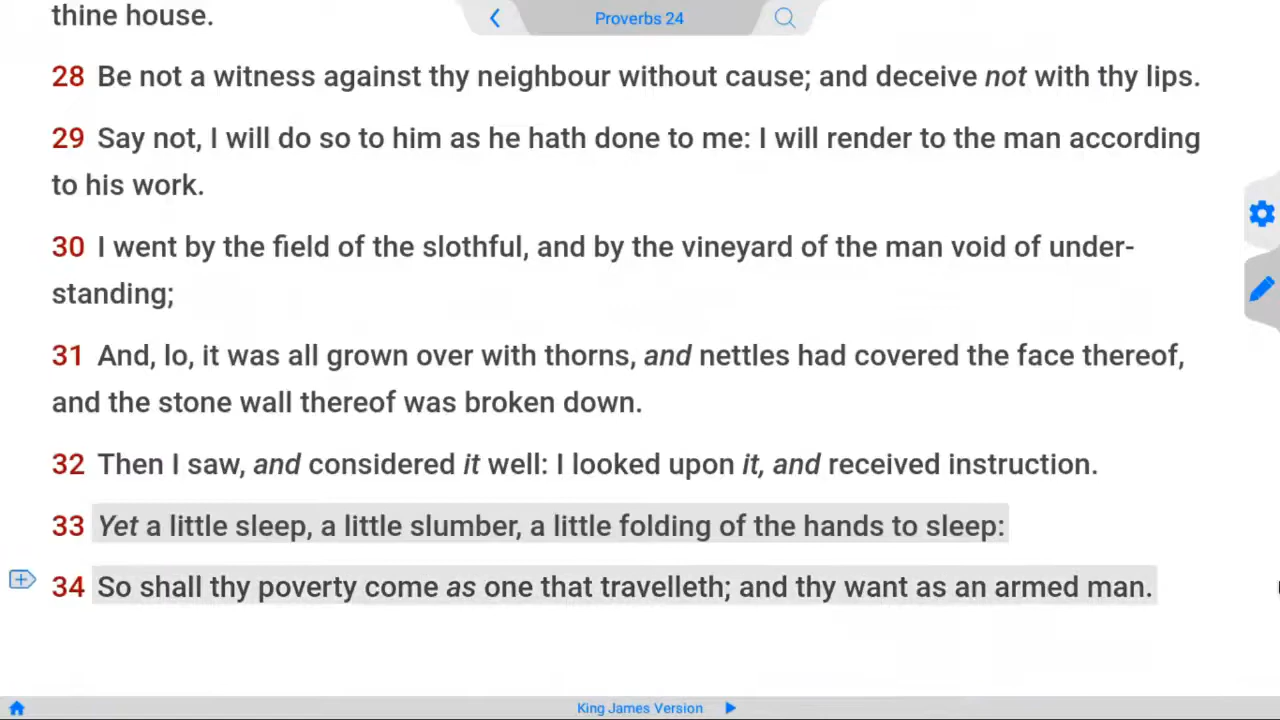 thine house.
Proverbs 24
28 Be not a witness against thy neighbour without cause; and deceive not with thy lips.
29 Say not, I will do so to him as he hath done to me: I will render to the man according
to his work.
30 I went by the field of the slothful, and by the vineyard of the man void of under-
standing;
31 And, lo, it was all grown over with thorns, and nettles had covered the face thereof,
and the stone wall thereof was broken down.
32 Then I saw, and considered it well: I looked upon it, and received instruction.
33 Yet a little sleep, a little slumber, a little folding of the hands to sleep:
34 So shall thy poverty come as one that travelleth; and thy want as an armed man.
King James Version